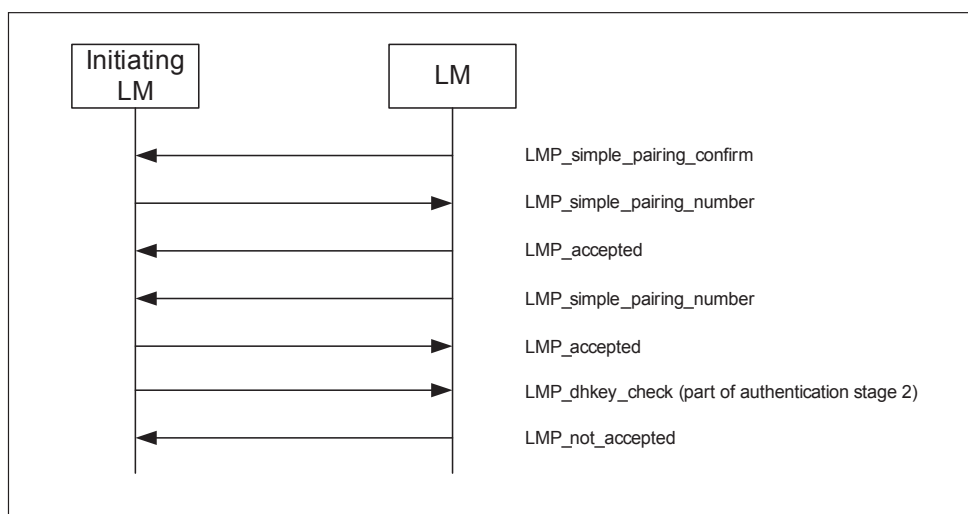 Initiating
LM
LM
LMP_simple_pairing_confirm
LMP_simple_pairing_number
LMP_accepted
LMP_simple_pairing_number
LMP_accepted
LMP_dhkey_check (part of authentication stage 2)
LMP_not_accepted